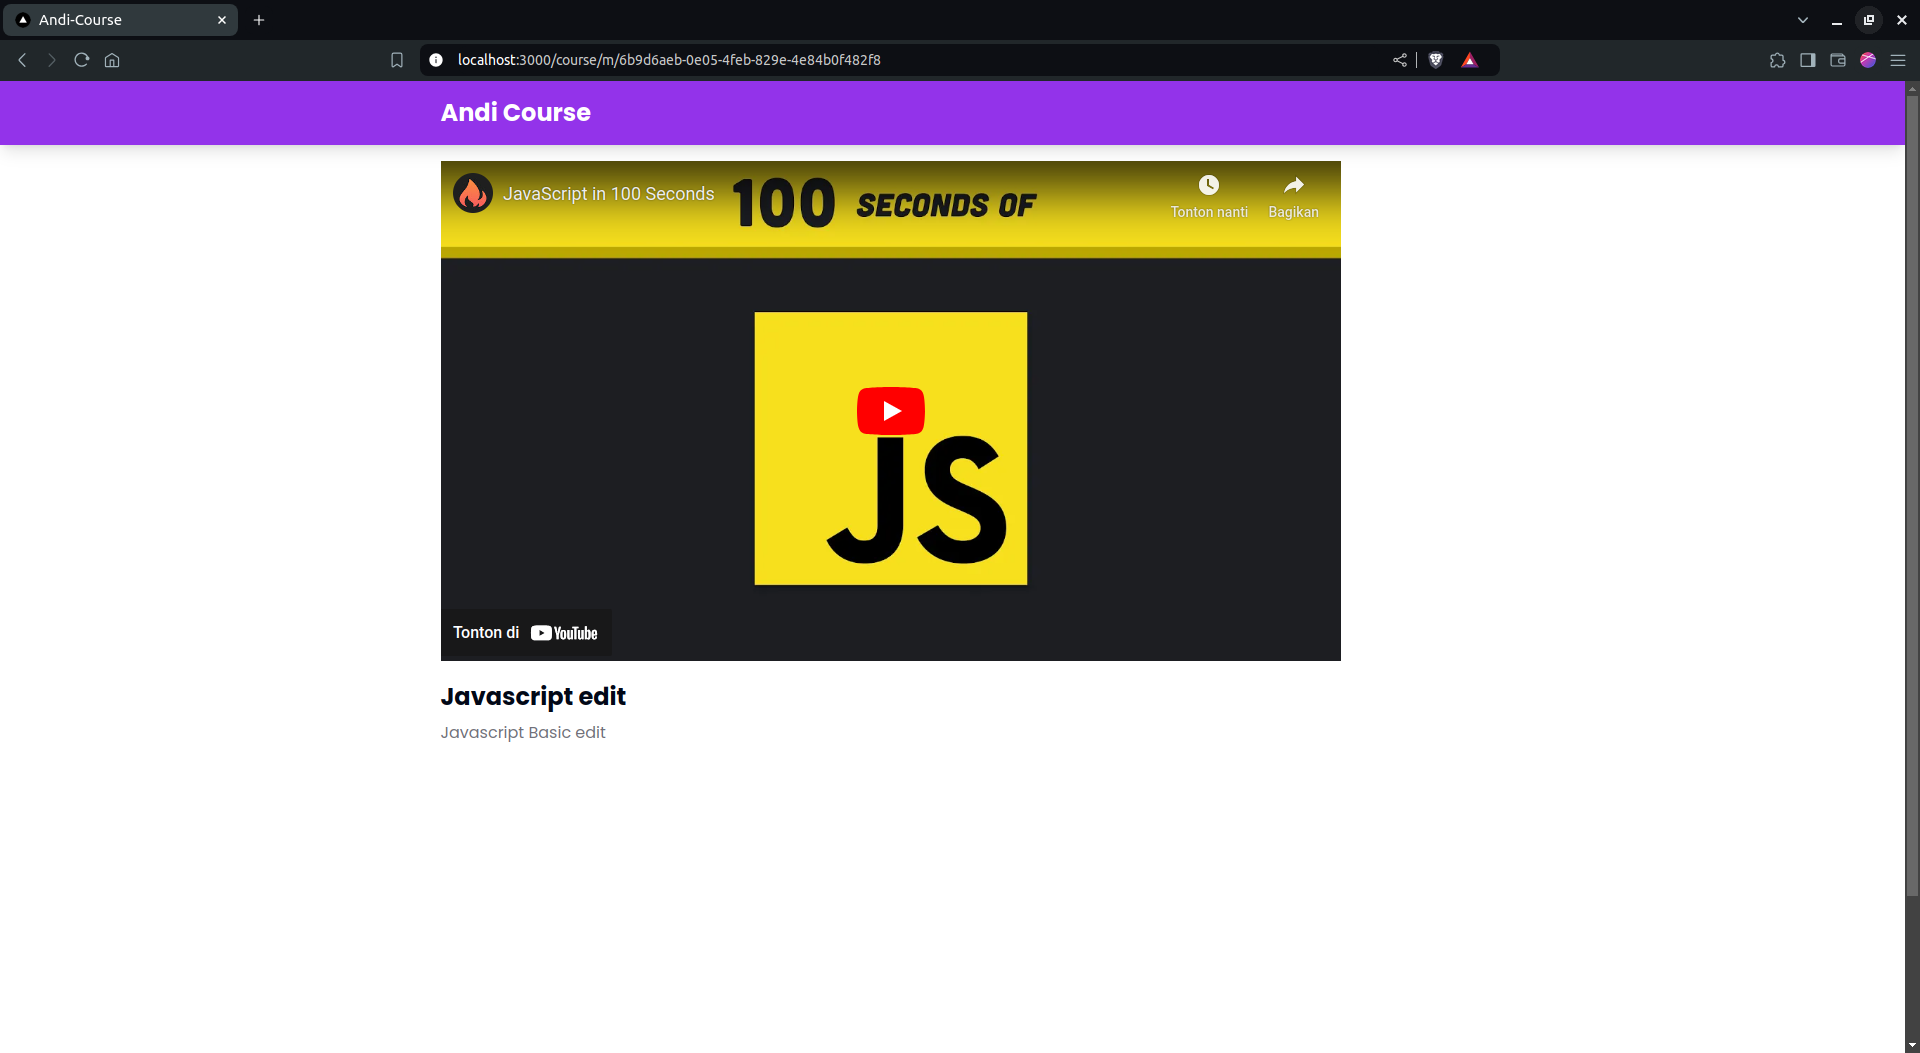 Andi-Course
localhost:3000/course/m/6b9d6aeb-0e05-4feb-829e-4e84b0f482f8
Andi Course
JavaScript in 100 Seconds
100 SECONDS OF
Tonton nanti
Bagikan
JS
Tonton di YouTube
Javascript edit
Javascript Basic edit